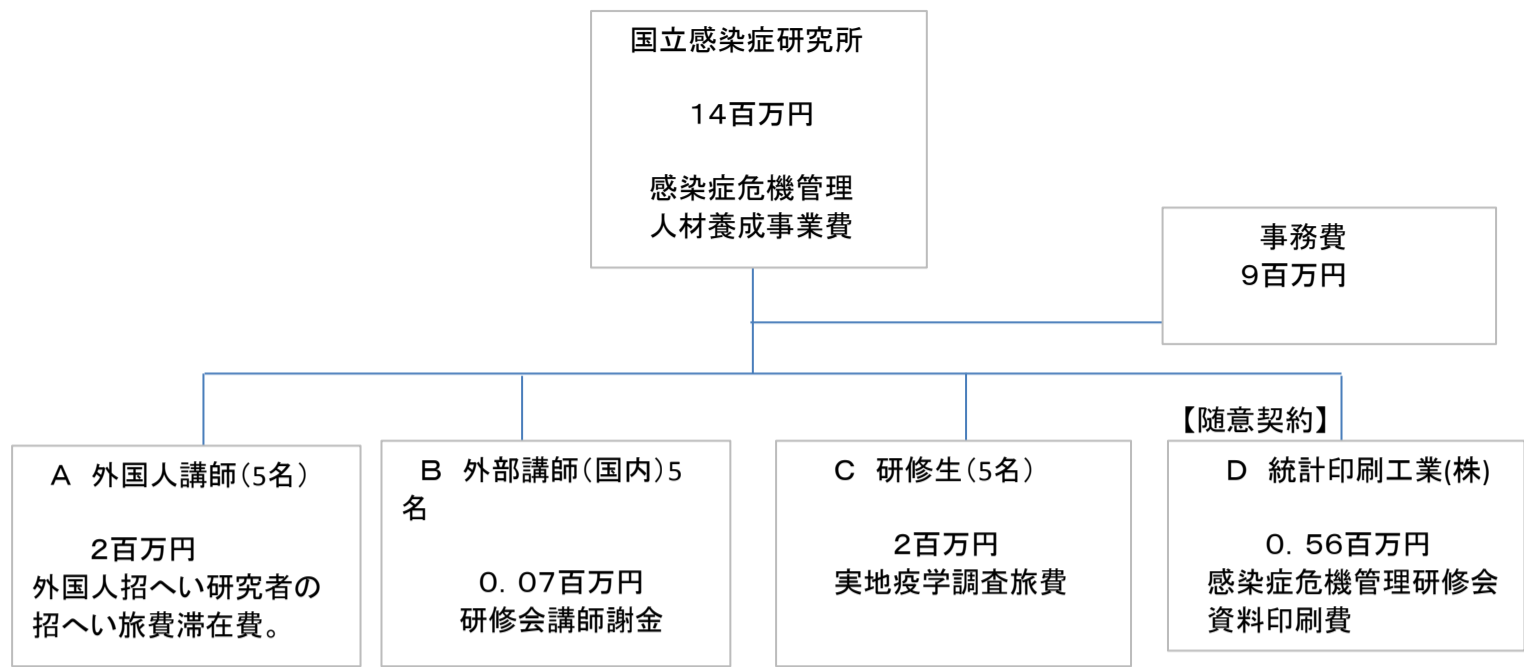 国立感染症研究所
14百万円
感染症危機管理
人材養成事業費
事務費
9百万円
【随意契約】
A 外国人講師(5名)
2百万円
外国人招へい研究者の
招へい旅費滞在費。
B 外部講師(国内)5
名
0.07百万円
研修会講師謝金
C 研修生(5名)
2百万円
実地疫学調査旅費
D 統計印刷工業(株)
0.56百万円
感染症危機管理研修会
資料印刷費